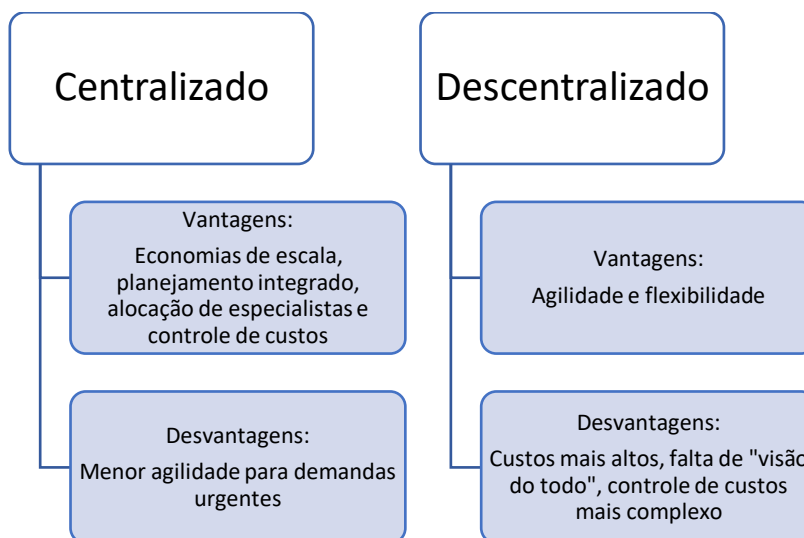 Centralizado
Vantagens:
Economias de escala,
planejamento integrado,
alocação de especialistas e
controle de custos
Desvantagens:
Menor agilidade para demandas
urgentes
Descentralizado
Vantagens:
Agilidade e flexibilidade
Desvantagens:
Custos mais altos, falta de "visão
do todo", controle de custos
mais complexo